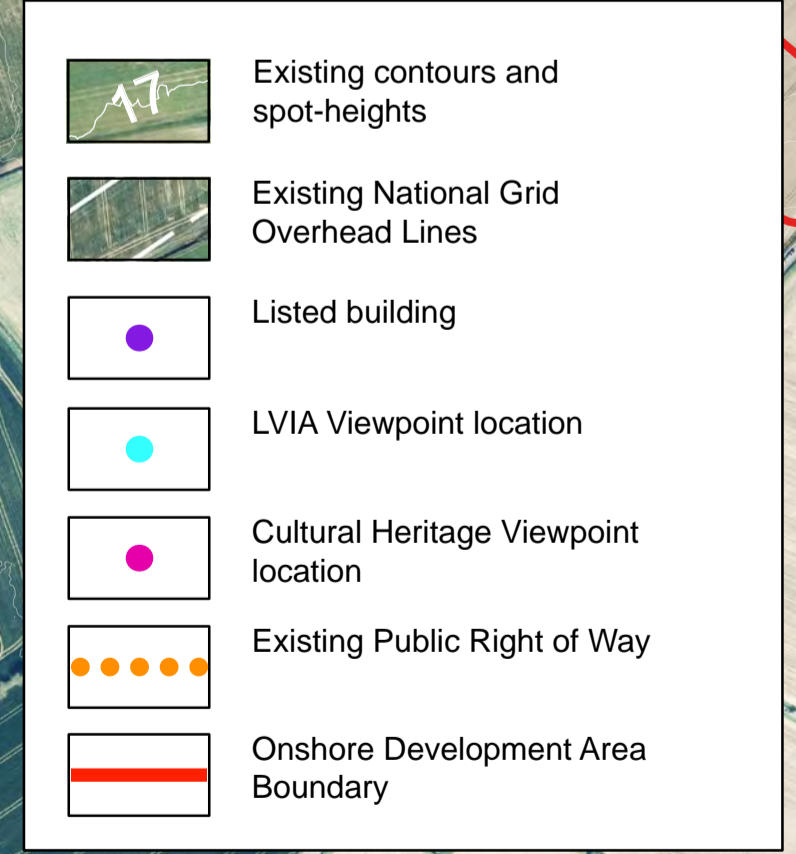 17
Existing contours and
spot-heights
Existing National Grid
Overhead Lines
Listed building
LVIA Viewpoint location
Cultural Heritage Viewpoint
location
Existing Public Right of Way
Onshore Development Area
Boundary